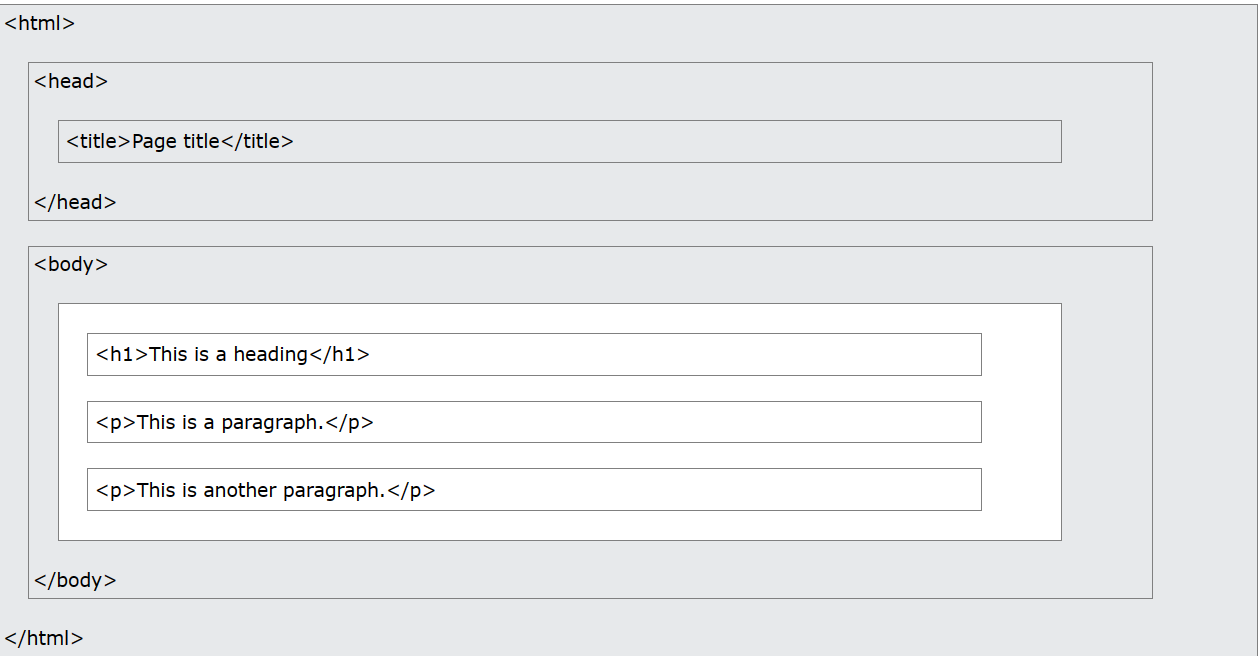 <html>
<head>
<title>Page title</title>
</head>
<body>
<h1>This is a heading</h1>
<p>This is a paragraph.</p>
<p>This is another paragraph.</p>
</body>
</html>